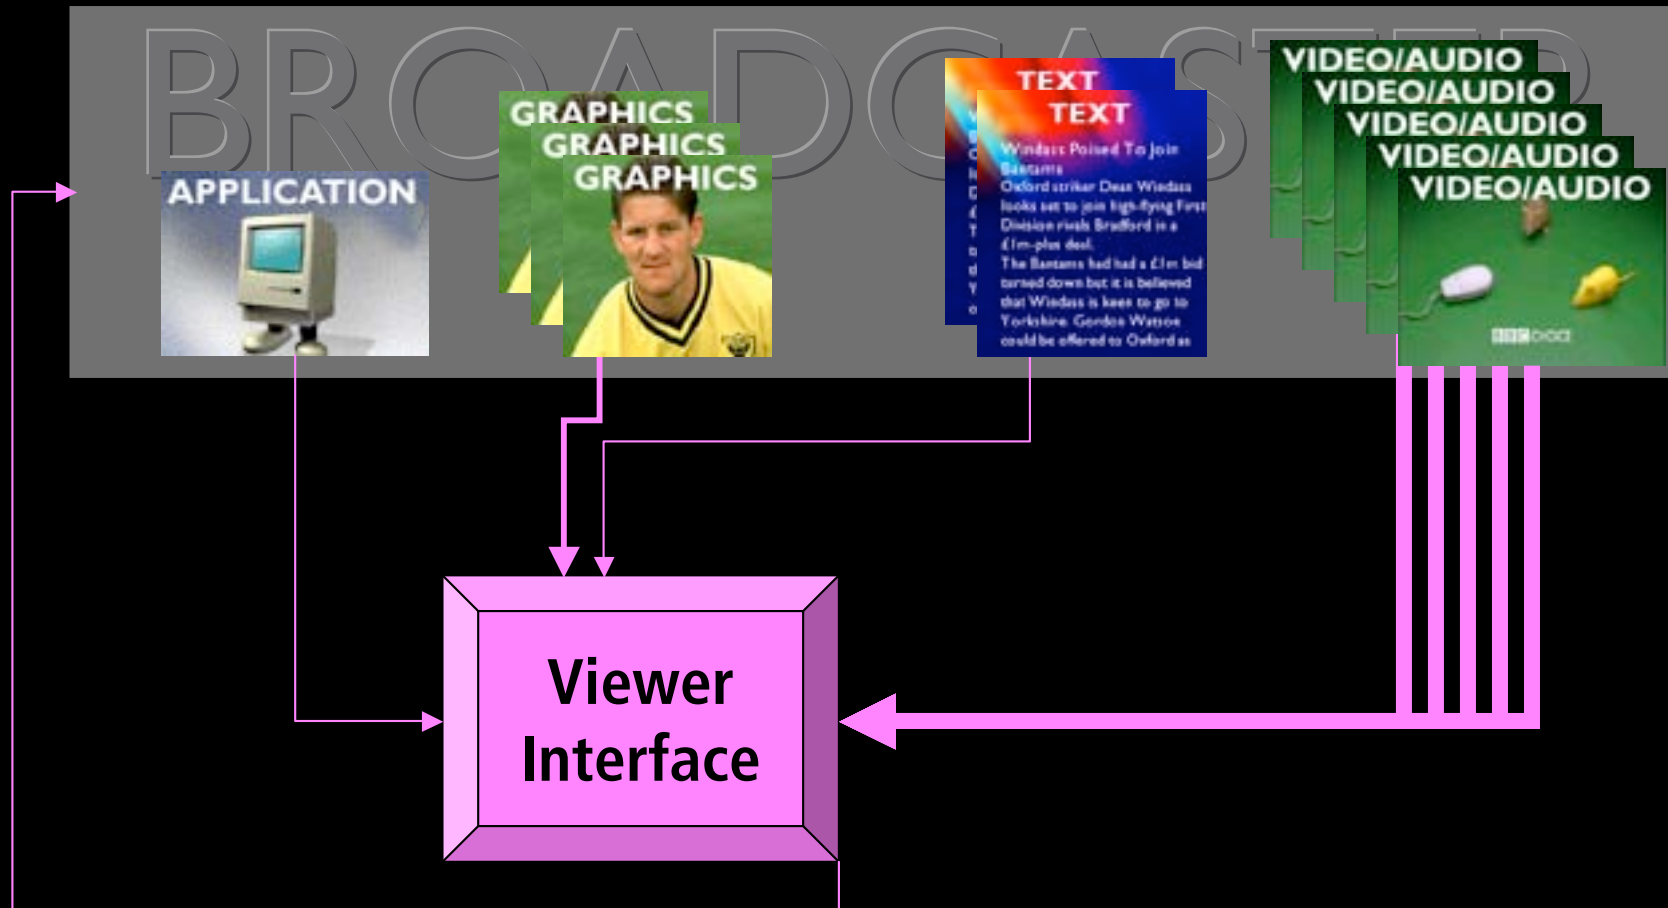 BROADCASTER
APPLICATION
GRAPHICS
GRAPHICS
GRAPHICS
TEXT
TEXT
Windass Poised To Join
Bantams
Oxford striker Dean Windass
looks set to join high-flying First
Division rivals Bradford in a
£1m-plus deal.
The Bantams had had a £1m bid
turned down but it is believed
that Windass is keen to go to
Yorkshire. Gordon Watson
could be offered to Oxford as
VIDEO/AUDIO
VIDEO/AUDIO
VIDEO/AUDIO
VIDEO/AUDIO
VIDEO/AUDIO
BBC
Viewer
Interface